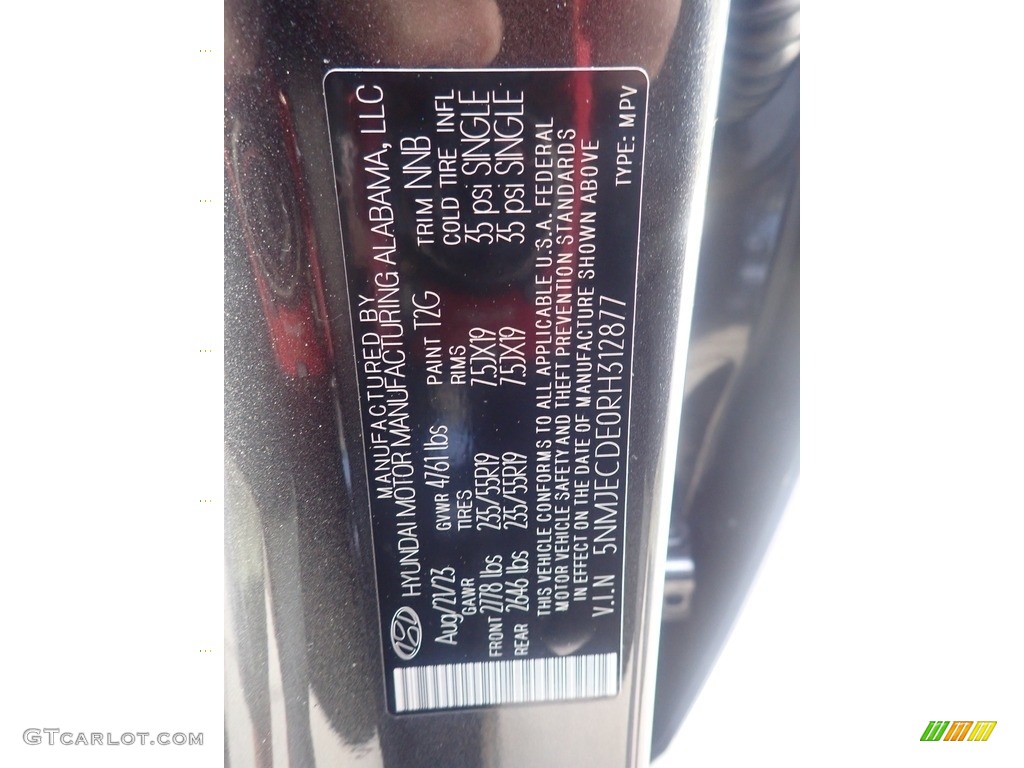 MANUFACTURED BY
HYUNDAI MOTOR MANUFACTURING ALABAMA, LLC
Aug/21/23 GVWR 4761 lbs PAINT T2G TRIM NNB
GAWR TIRES RIMS COLD TIRE INFL
FRONT 2778 lbs 235/55R19 7.5JX19 35 psi SINGLE
REAR 2646 lbs 235/55R19 7.5JX19 35 psi SINGLE
THIS VEHICLE CONFORMS TO ALL APPLICABLE U.S.A. FEDERAL
MOTOR VEHICLE SAFETY AND THEFT PREVENTION STANDARDS
IN EFFECT ON THE DATE OF MANUFACTURE SHOWN ABOVE
V.I.N 5NMJECDE0RH312877 TYPE: MPV
GTCARLOT.COM